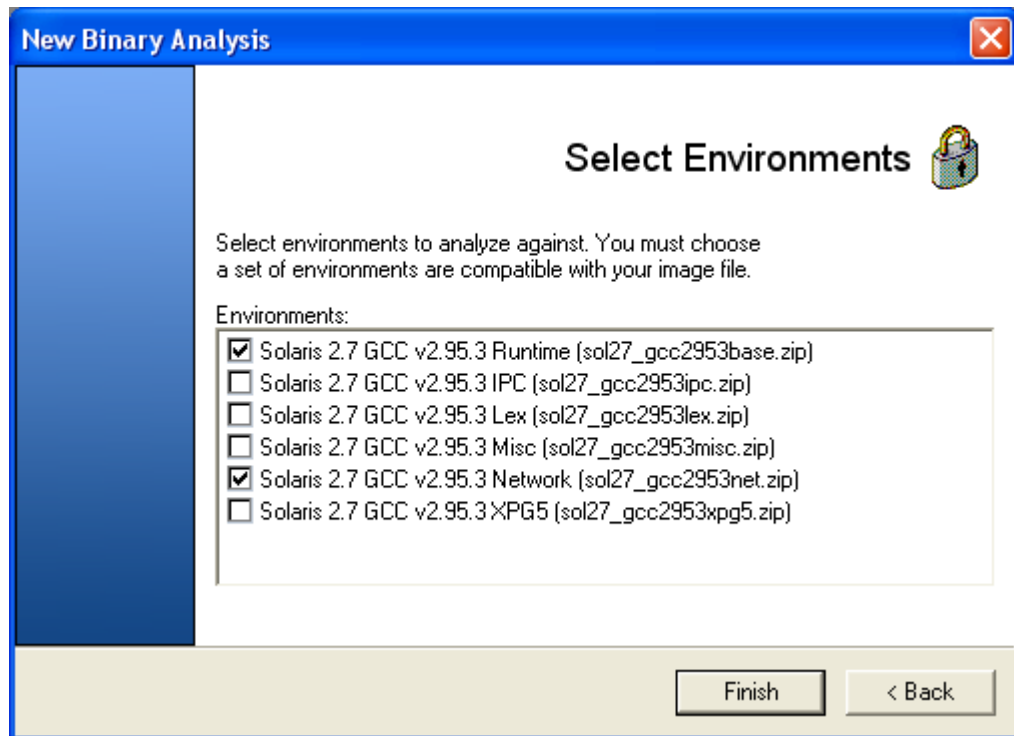 New Binary Analysis
Select Environments
Select environments to analyze against. You must choose
a set of environments are compatible with your image file.
Environments:
Solaris 2.7 GCC v2.95.3 Runtime (sol27_gcc2953base.zip)
Solaris 2.7 GCC v2.95.3 IPC (sol27_gcc2953ipc.zip)
Solaris 2.7 GCC v2.95.3 Lex (sol27_gcc2953lex.zip)
Solaris 2.7 GCC v2.95.3 Misc (sol27_gcc2953misc.zip)
Solaris 2.7 GCC v2.95.3 Network (sol27_gcc2953net.zip)
Solaris 2.7 GCC v2.95.3 XPG5 (sol27_gcc2953xpg5.zip)
Finish
< Back